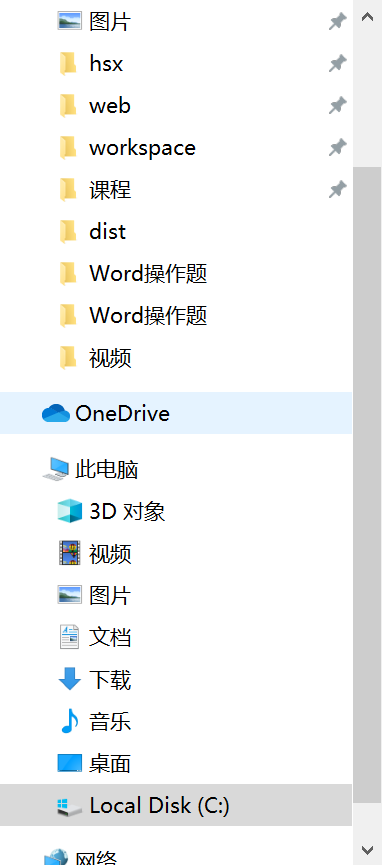 图片
hsx
web
workspace
课程
dist
Word操作题
Word操作题
视频
OneDrive
此电脑
3D 对象
视频
图片
文档
下载
音乐
桌面
Local Disk (C:)
网络